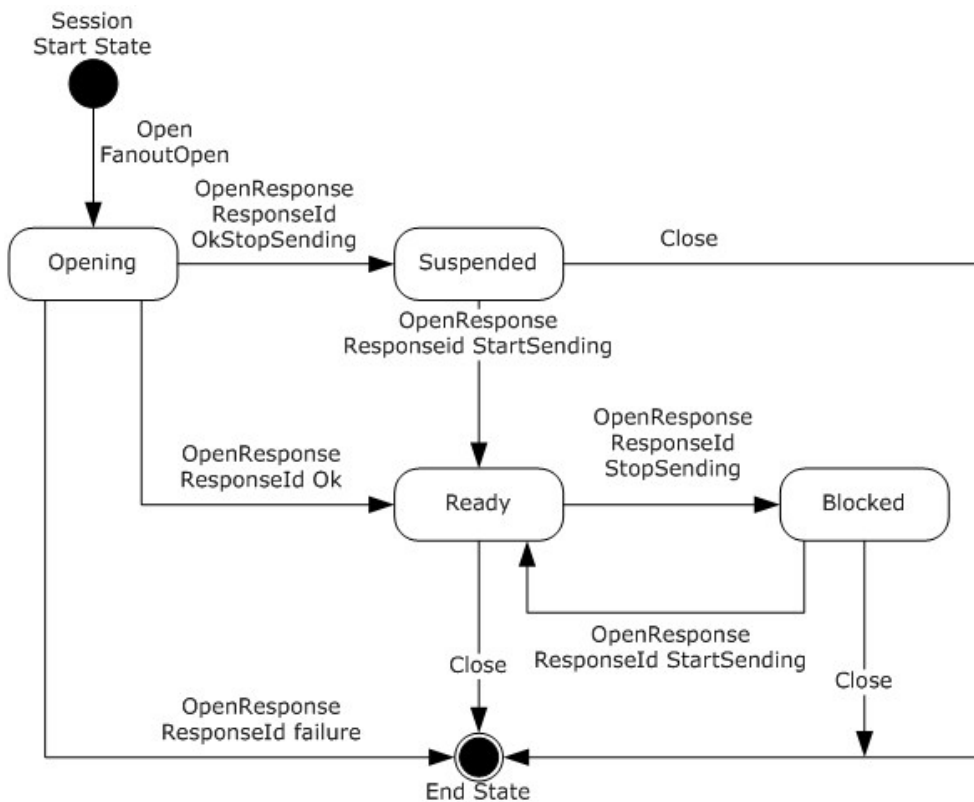 Session
Start State
Open
FanoutOpen
OpenResponse
ResponseId
OkStopSending
Opening
Suspended
Close
OpenResponse
Responseid StartSending
OpenResponse
ResponseId
StopSending
OpenResponse
ResponseId Ok
Ready
Blocked
OpenResponse
ResponseId StartSending
Close
Close
OpenResponse
ResponseId failure
End State